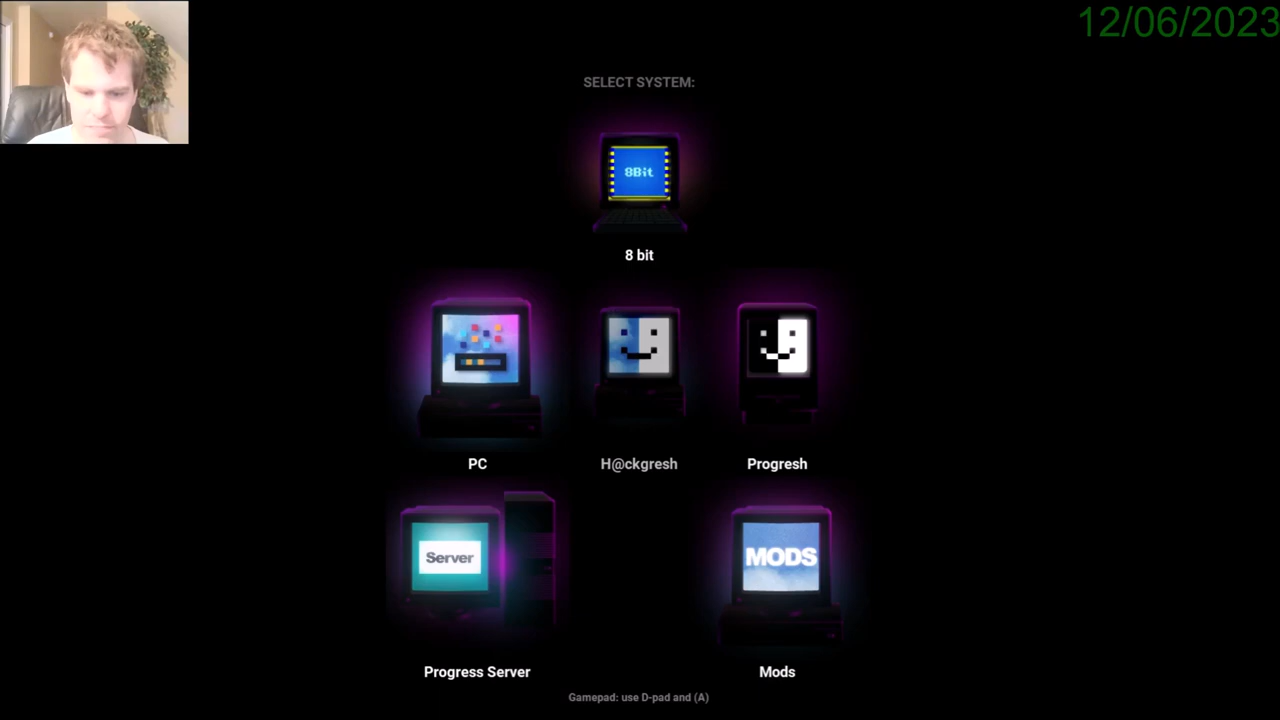 12/06/2023
SELECT SYSTEM:
8Bit
8 bit
PC
H@ckgresh
Progresh
Server
MODS
Progress Server
Mods
Gamepad: use D-pad and (A)